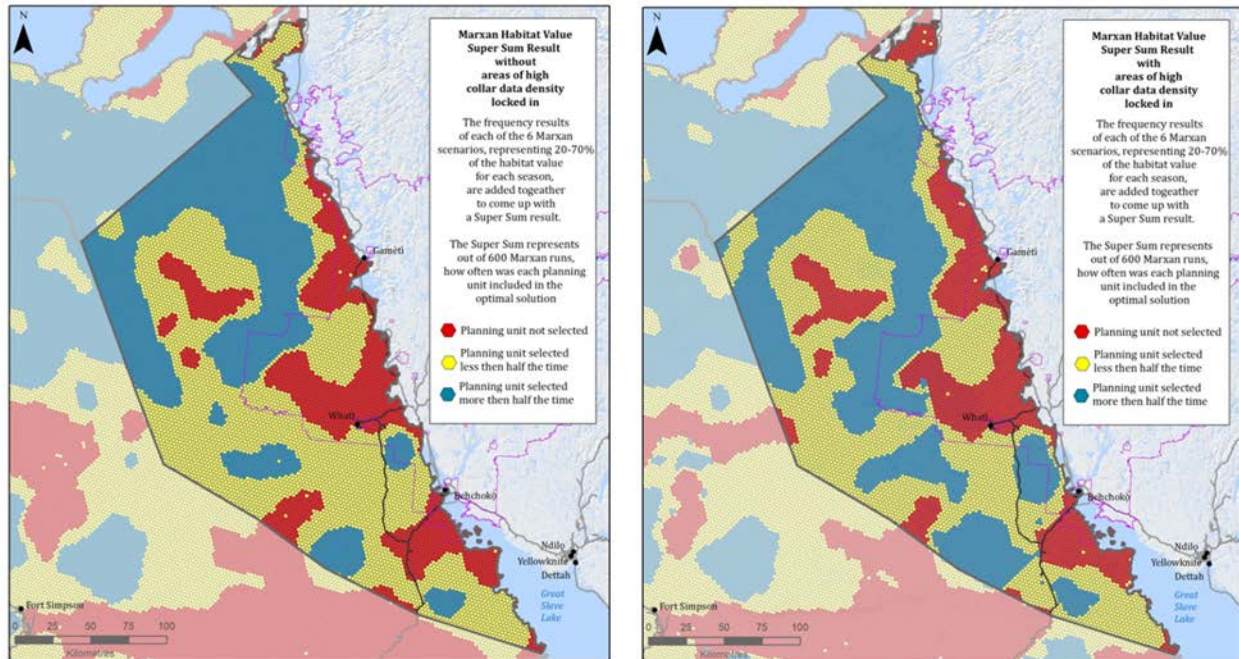 N
Marxan Habitat Value
Super Sum Result
without
areas of high
collar data density
locked in
The frequency results
of each of the 6 Marxan
scenarios, representing 20-70%
of the habitat value
for each season,
are added togeather
to come up with
a Super Sum result.
The Super Sum represents
out of 600 Marxan runs,
how often was each planning
unit included in the
optimal solution
Planning unit not selected
Planning unit selected
less then half the time
Planning unit selected
more then half the time
Gamèti
Whatì
Behchoko
Ndilo
Yellowknife
Dettah
Great
Slave
Lake
Fort Simpson
0 25 50 75 100
Kilometres
N
Marxan Habitat Value
Super Sum Result
with
areas of high
collar data density
locked in
The frequency results
of each of the 6 Marxan
scenarios, representing 20-70%
of the habitat value
for each season,
are added togeather
to come up with
a Super Sum result.
The Super Sum represents
out of 600 Marxan runs,
how often was each planning
unit included in the
optimal solution
Planning unit not selected
Planning unit selected
less then half the time
Planning unit selected
more then half the time
Gamèti
Whatì
Behchoko
Ndilo
Yellowknife
Dettah
Great
Slave
Lake
Fort Simpson
0 25 50 75 100
Kilometres